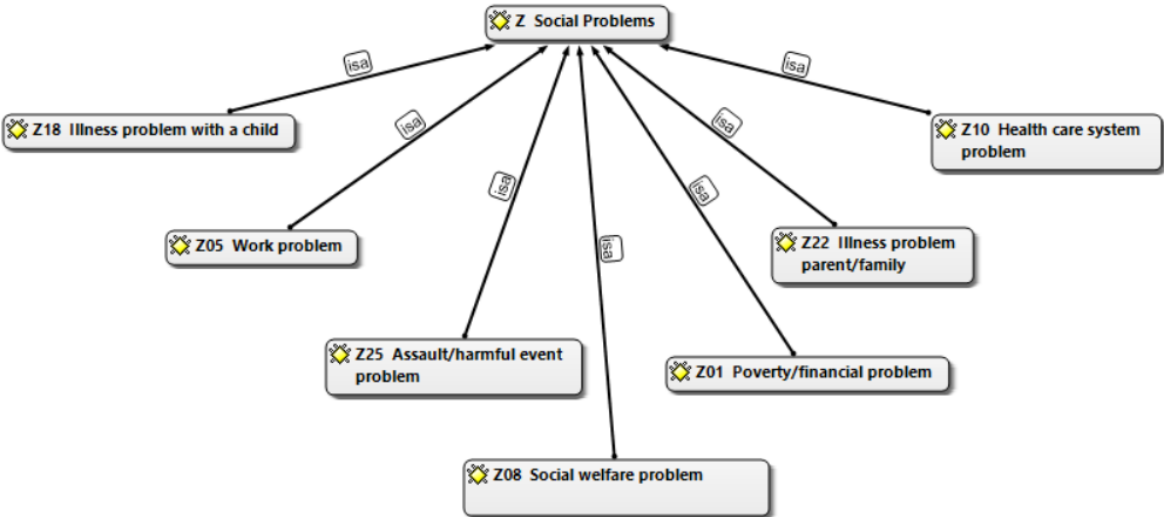 Z Social Problems
isa
isa
isa
isa
isa
isa
isa
Z18 Illness problem with a child
Z10 Health care system
problem
Z05 Work problem
Z22 Illness problem
parent/family
Z25 Assault/harmful event
problem
Z01 Poverty/financial problem
Z08 Social welfare problem